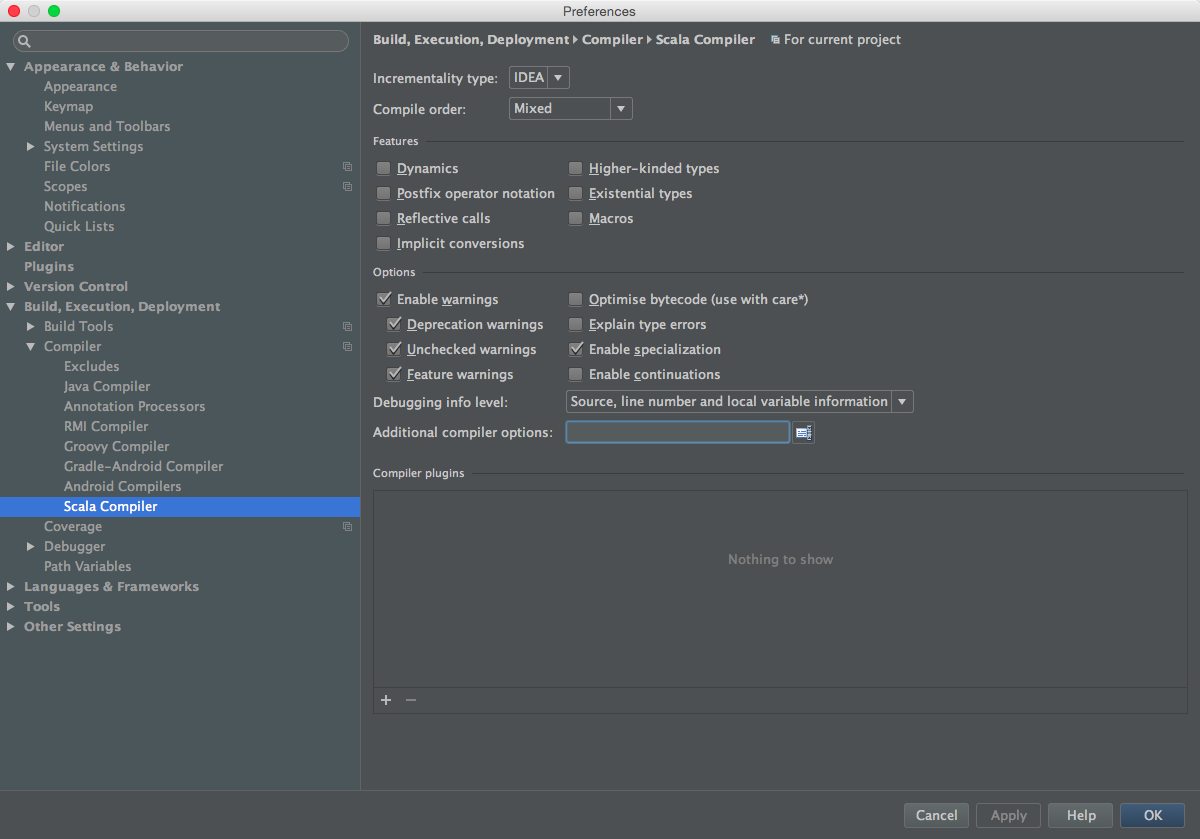 Preferences
Appearance & Behavior
Appearance
Keymap
Menus and Toolbars
System Settings
File Colors
Scopes
Notifications
Quick Lists
Editor
Plugins
Version Control
Build, Execution, Deployment
Build Tools
Compiler
Excludes
Java Compiler
Annotation Processors
RMI Compiler
Groovy Compiler
Gradle-Android Compiler
Android Compilers
Scala Compiler
Coverage
Debugger
Path Variables
Languages & Frameworks
Tools
Other Settings
Build, Execution, Deployment Compiler Scala Compiler For current project
Incrementality type: IDEA
Compile order: Mixed
Features
Dynamics Higher-kinded types
Postfix operator notation Existential types
Reflective calls Macros
Implicit conversions
Options
Enable warnings Optimise bytecode (use with care*)
Deprecation warnings Explain type errors
Unchecked warnings Enable specialization
Feature warnings Enable continuations
Debugging info level: Source, line number and local variable information
Additional compiler options:
Compiler plugins
Nothing to show
Cancel Apply Help OK